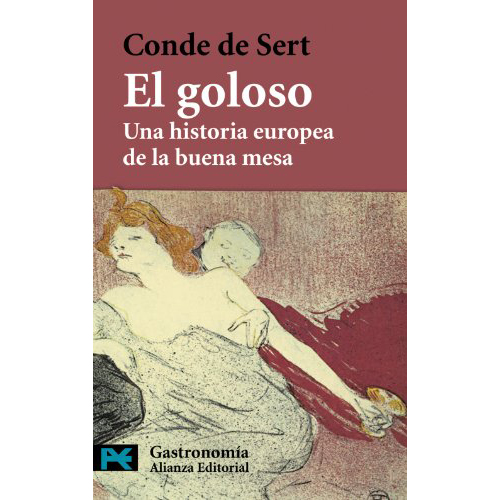 Conde de Sert
El goloso
Una historia europea
de la buena mesa
Gastronomía
Alianza Editorial